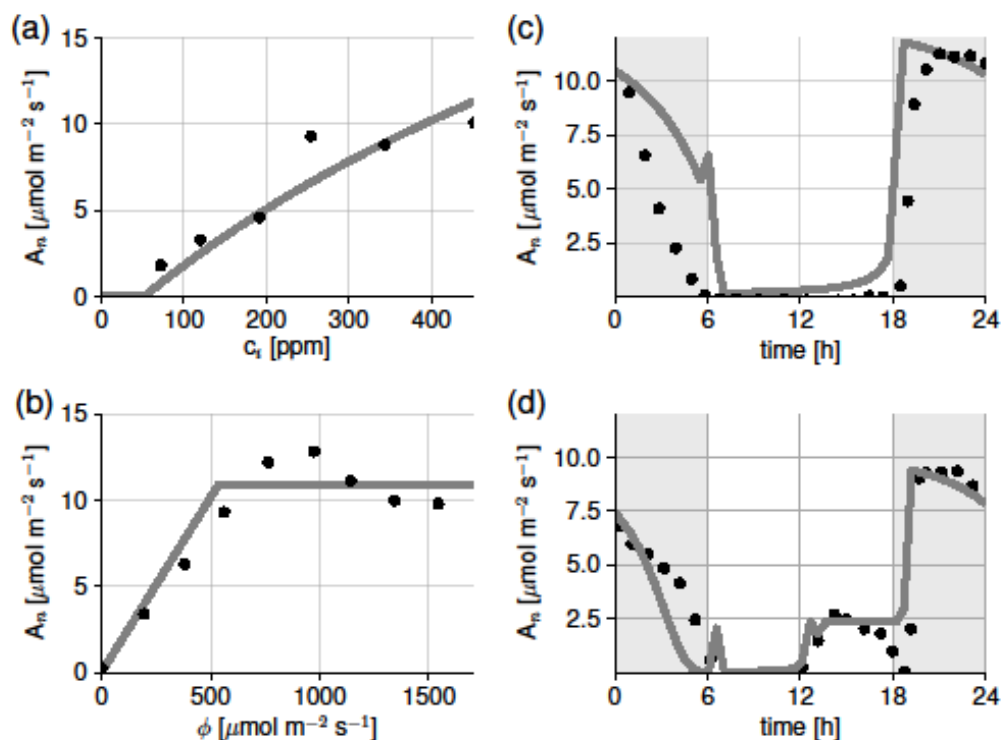 (a)
15
10
5
0
Aₙ [μmol m⁻² s⁻¹]
0 100 200 300 400
cᵢ [ppm]
(c)
10.0
7.5
5.0
2.5
Aₙ [μmol m⁻² s⁻¹]
0 6 12 18 24
time [h]
(b)
15
10
5
0
Aₙ [μmol m⁻² s⁻¹]
0 500 1000 1500
ϕ [μmol m⁻² s⁻¹]
(d)
10.0
7.5
5.0
2.5
Aₙ [μmol m⁻² s⁻¹]
0 6 12 18 24
time [h]